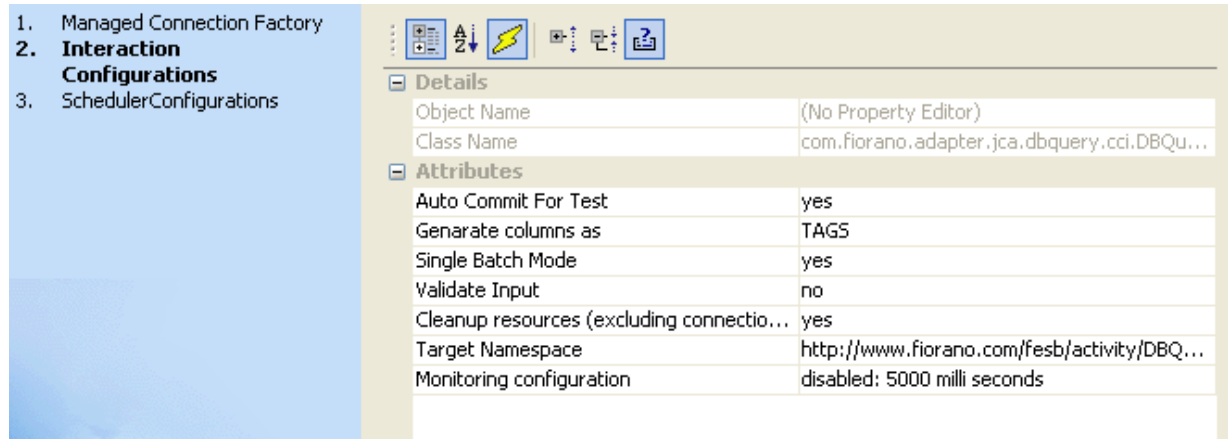 1. Managed Connection Factory
2. Interaction
Configurations
3. SchedulerConfigurations
A
Z
Details
Object Name (No Property Editor)
Class Name com.fiorano.adapter.jca.dbquery.cci.DBQu...
Attributes
Auto Commit For Test yes
Genarate columns as TAGS
Single Batch Mode yes
Validate Input no
Cleanup resources (excluding connectio... yes
Target Namespace http://www.fiorano.com/fesb/activity/DBQ...
Monitoring configuration disabled: 5000 milli seconds